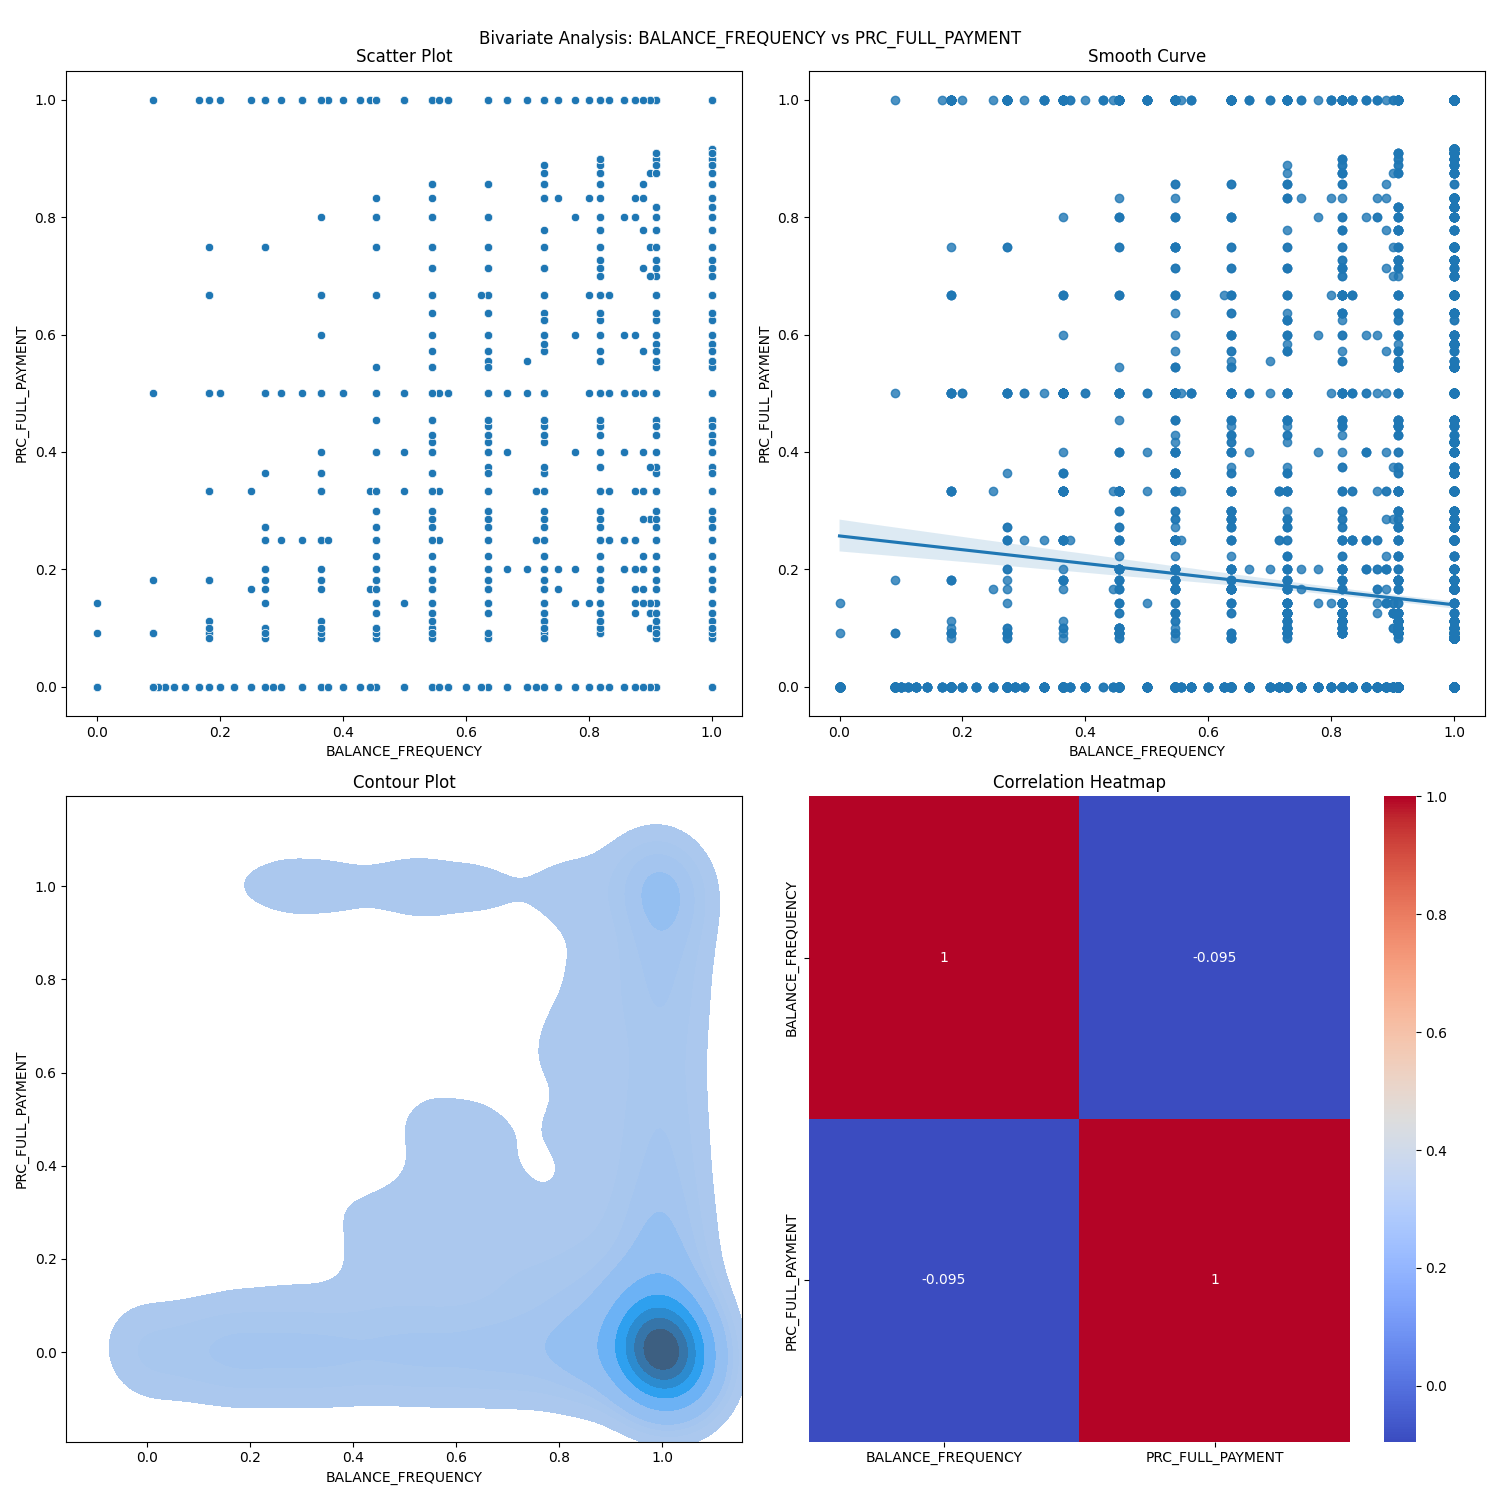 Bivariate Analysis: BALANCE_FREQUENCY vs PRC_FULL_PAYMENT
Scatter Plot
1.0
0.8
0.6
0.4
0.2
0.0
PRC_FULL_PAYMENT
0.0 0.2 0.4 0.6 0.8 1.0
BALANCE_FREQUENCY
Smooth Curve
1.0
0.8
0.6
0.4
0.2
0.0
PRC_FULL_PAYMENT
0.0 0.2 0.4 0.6 0.8 1.0
BALANCE_FREQUENCY
Contour Plot
1.0
0.8
0.6
0.4
0.2
0.0
PRC_FULL_PAYMENT
0.0 0.2 0.4 0.6 0.8 1.0
BALANCE_FREQUENCY
Correlation Heatmap
BALANCE_FREQUENCY
1 -0.095
PRC_FULL_PAYMENT
-0.095 1
BALANCE_FREQUENCY PRC_FULL_PAYMENT
1.0
0.8
0.6
0.4
0.2
0.0